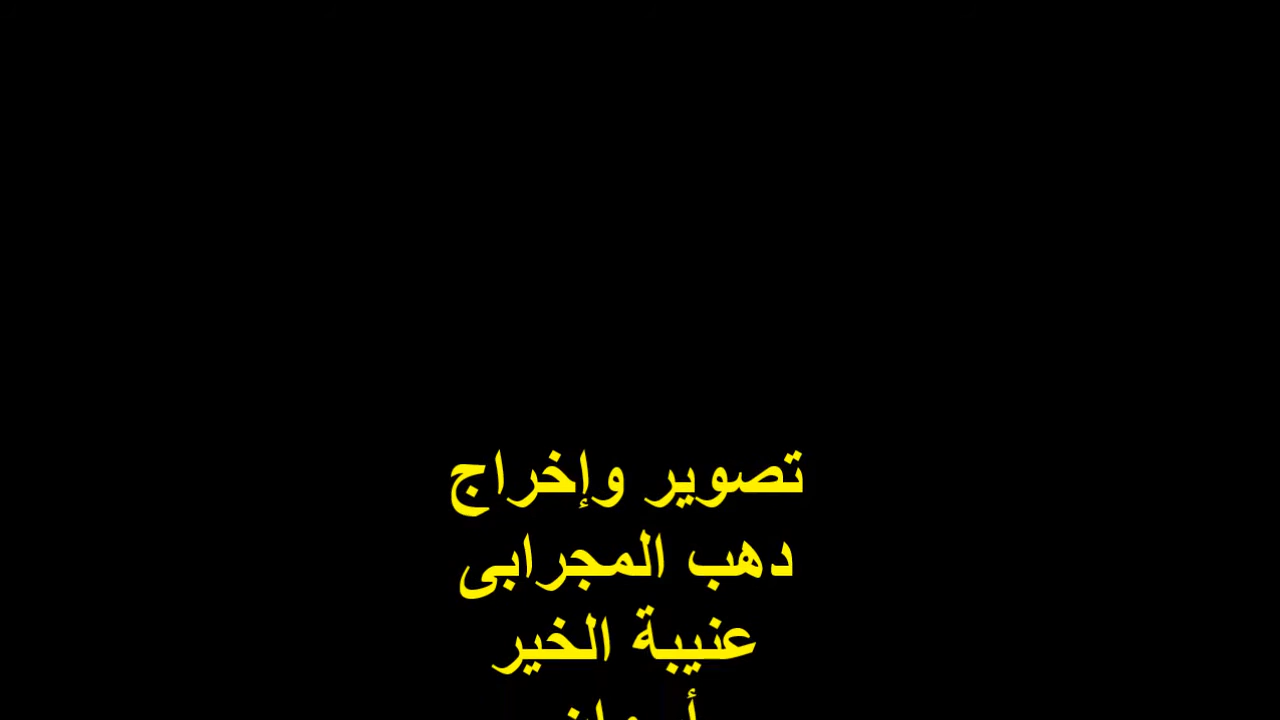 تصوير وإخراج
دهب المجرابى
عنيبة الخير